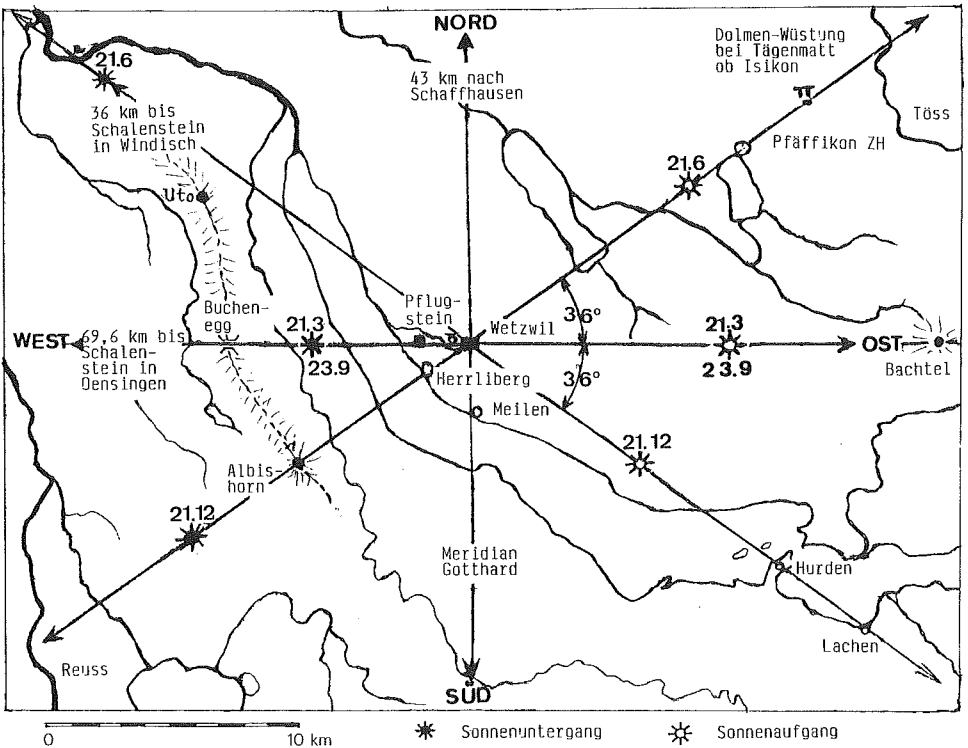 NORD
Dolmen-Wüstung
bei Tägenmatt
ob Isikon
21.6
43 km nach
Schaffhausen
36 km bis
Schalenstein
in Windisch
Töss
Pfäffikon ZH
21.6
Uto
Buchen-
egg
Pflug-
stein
Wetzwil
36°
36°
21.3
23.9
21.3
23.9
WEST
69,6 km bis
Schalen-
stein in
Oensingen
OST
Bachtel
Herrliberg
Meilen
Albis-
horn
21.12
21.12
Meridian
Gotthard
Hurden
Lachen
Reuss
SÜD
0
10 km
Sonnenuntergang
Sonnenaufgang